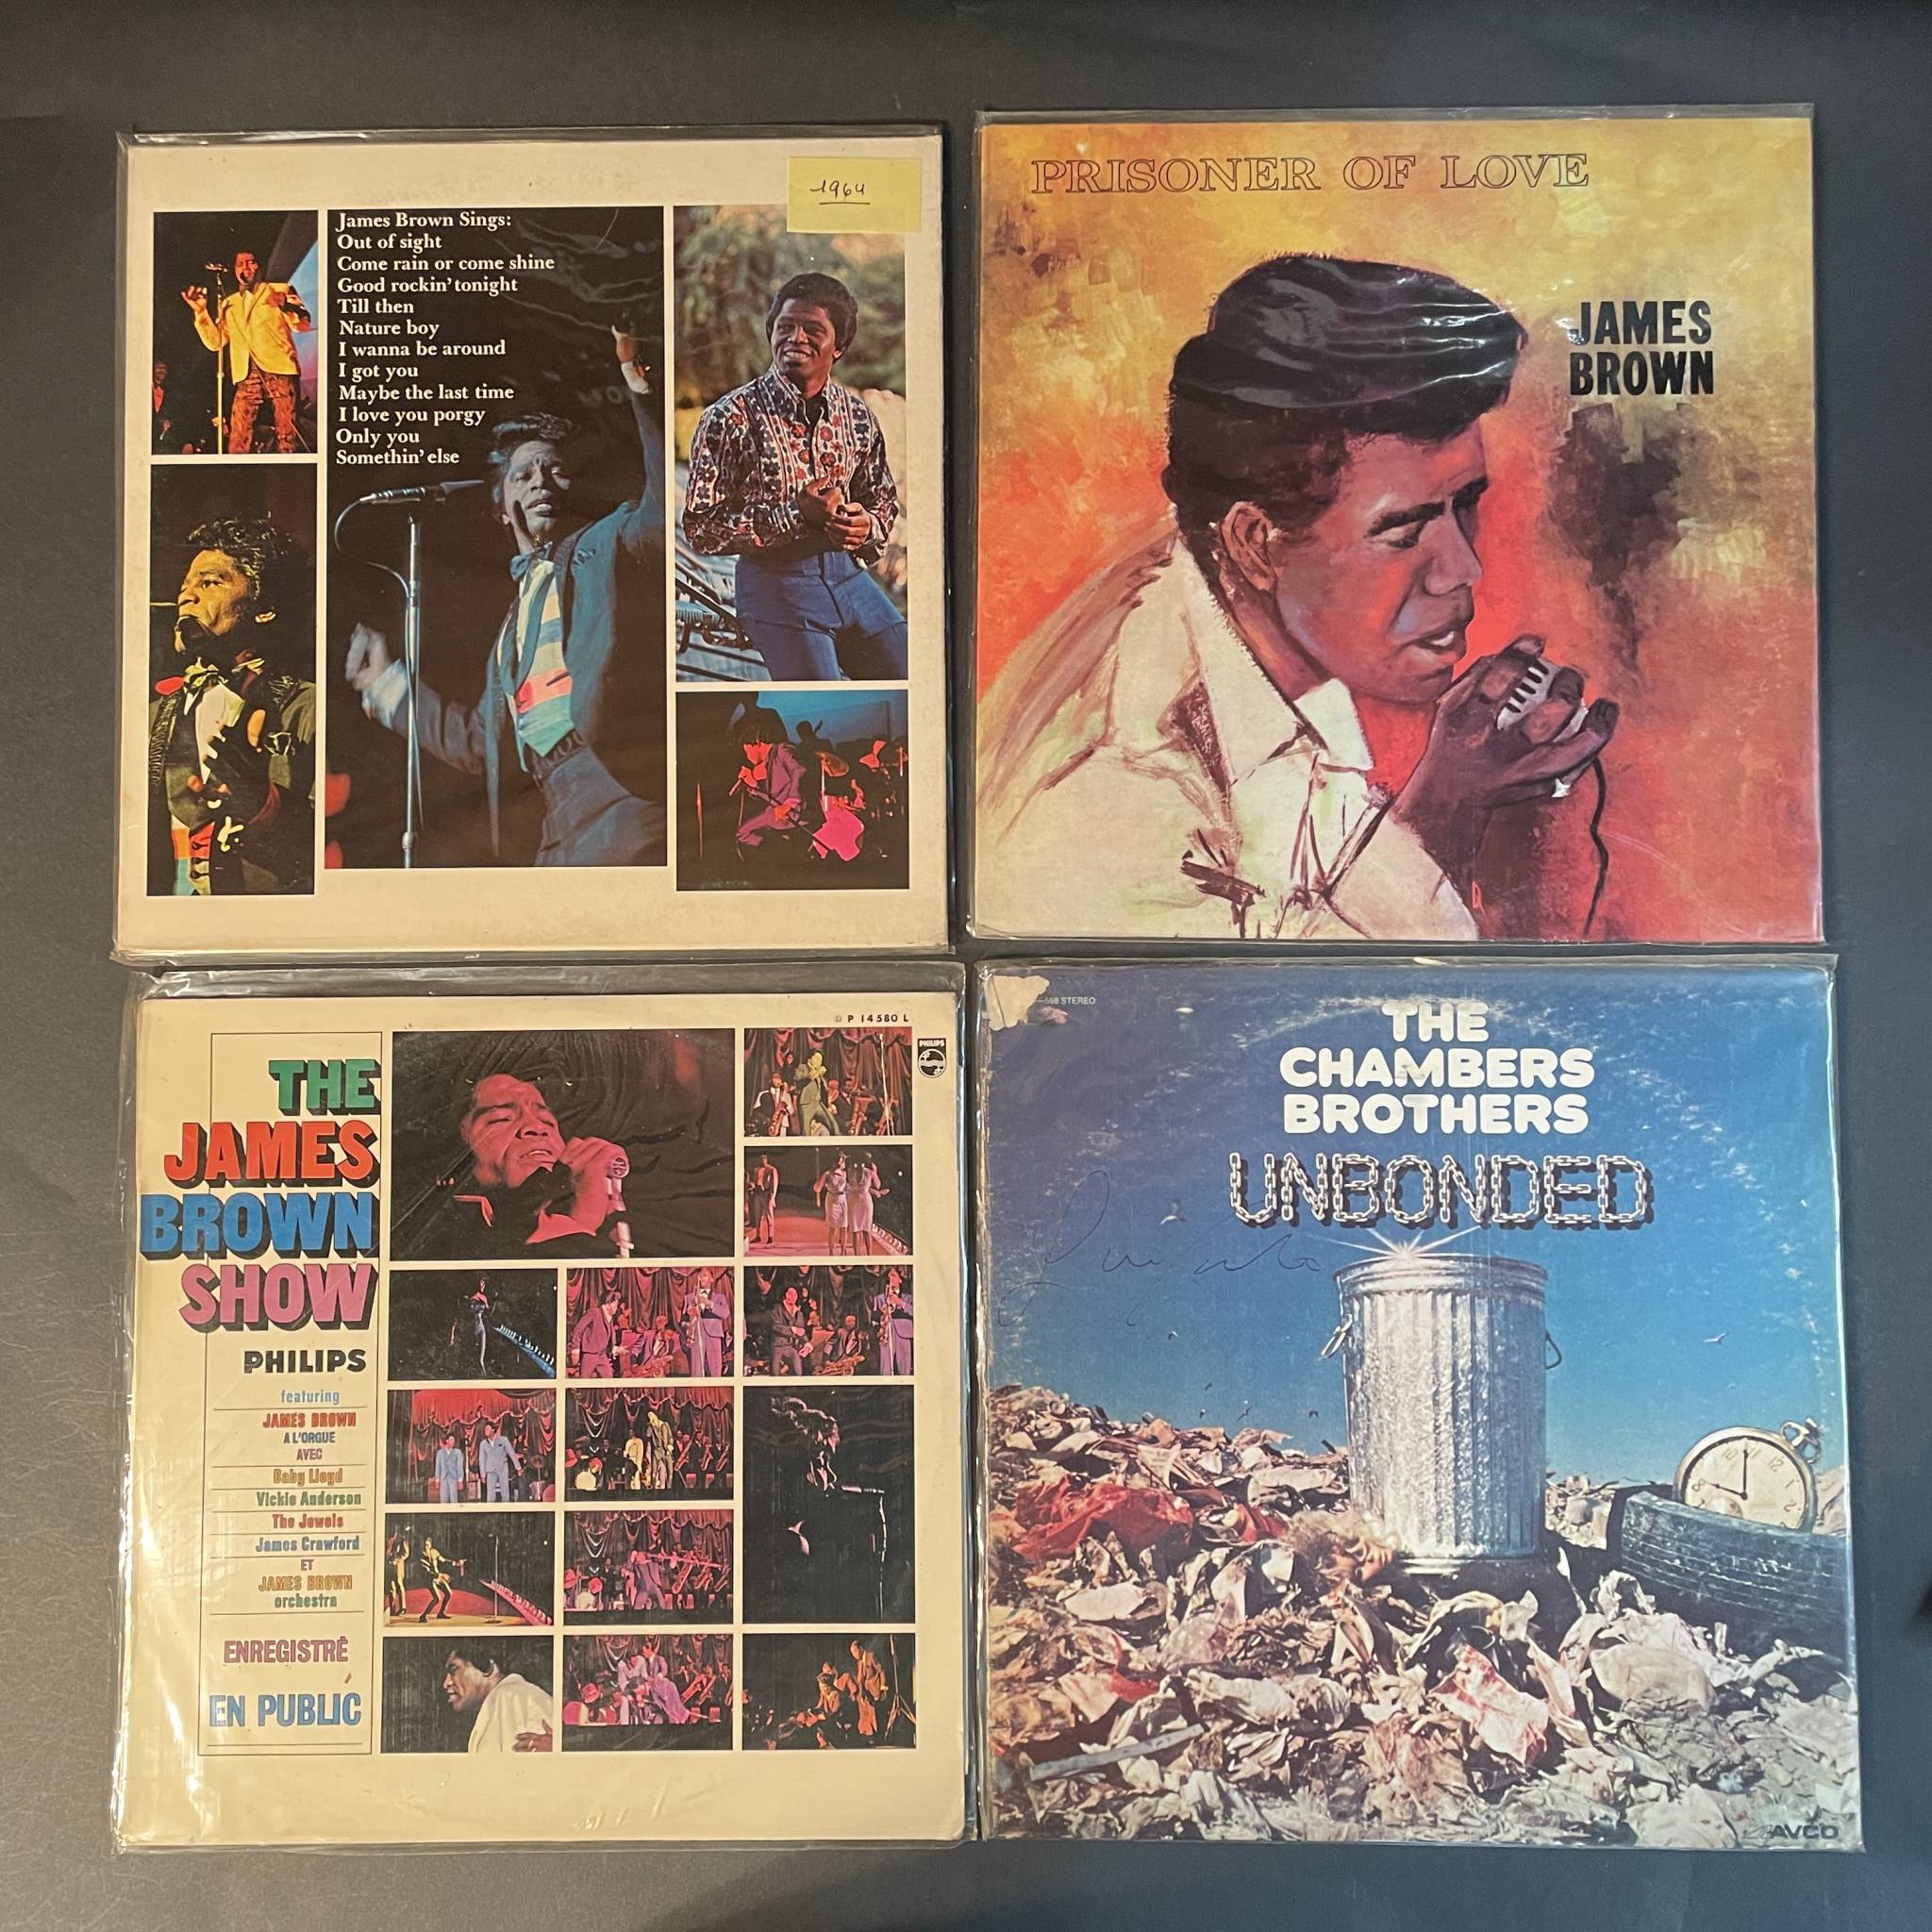 1964
James Brown Sings:
Out of sight
Come rain or come shine
Good rockin' tonight
Till then
Nature boy
I wanna be around
I got you
Maybe the last time
I love you porgy
Only you
Somethin' else
PRISONER OF LOVE
JAMES
BROWN
P 14580 L
PHILIPS
THE
JAMES
BROWN
SHOW
PHILIPS
featuring
JAMES BROWN
A L'ORGUE
AVEC
Baby Lloyd
Vickie Anderson
The Jewels
James Crawford
ET
JAMES BROWN
orchestra
ENREGISTRÉ
EN PUBLIC
-598 STEREO
THE
CHAMBERS
BROTHERS
UNBONDED
AVCO